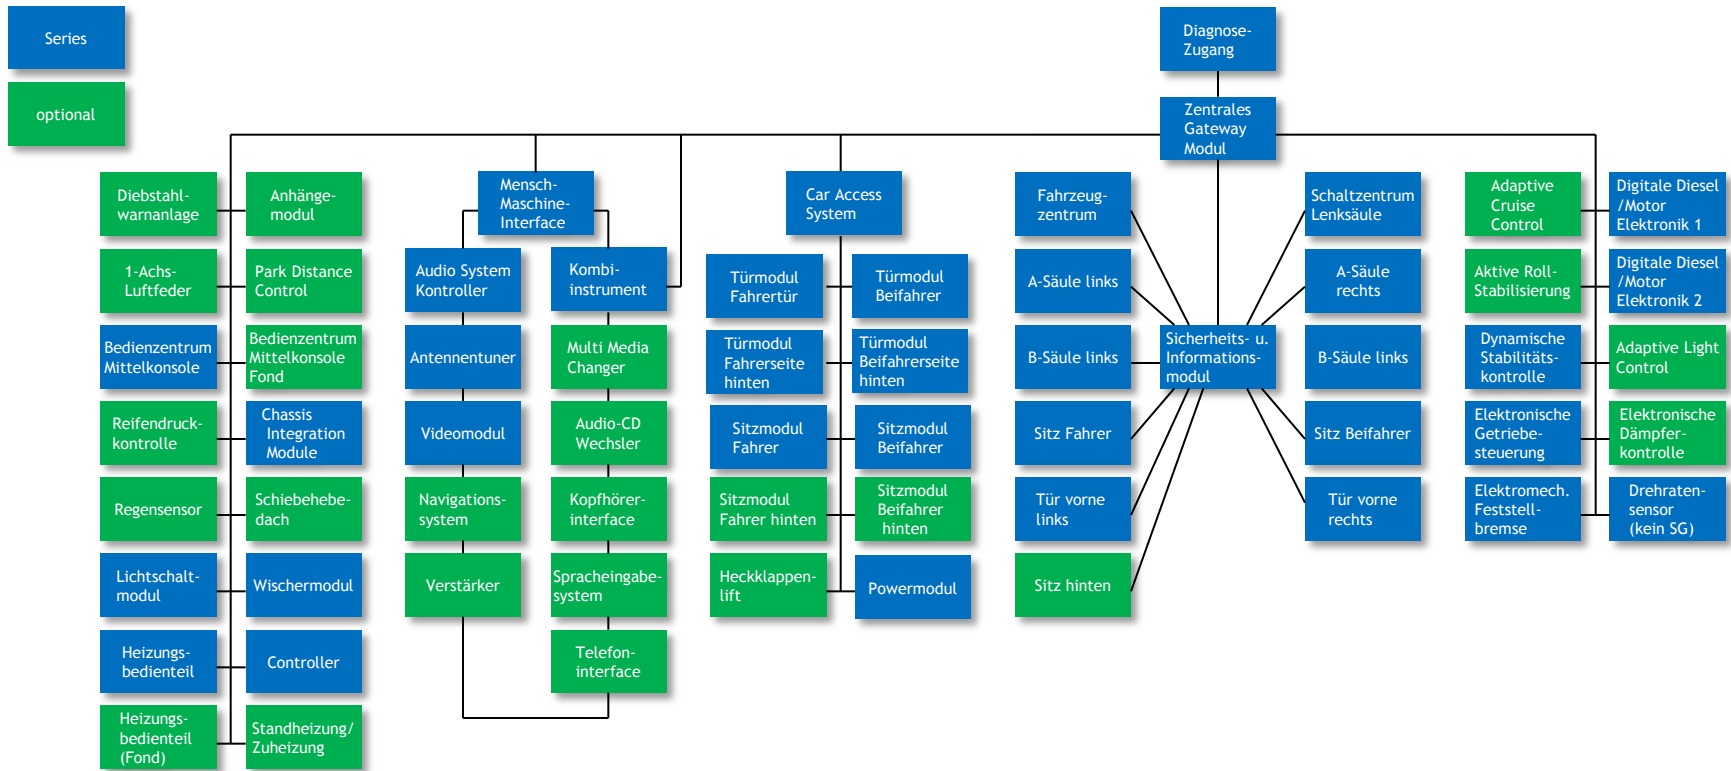 Series
optional
Diagnose-
Zugang
Zentrales
Gateway
Modul
Diebstahl-
warnanlage
Anhänge-
modul
1-Achs-
Luftfeder
Park Distance
Control
Bedienzentrum
Mittelkonsole
Bedienzentrum
Mittelkonsole
Fond
Reifendruck-
kontrolle
Chassis
Integration
Module
Regensensor
Schiebehebe-
dach
Lichtschalt-
modul
Wischermodul
Heizungs-
bedienteil
Controller
Heizungs-
bedienteil
(Fond)
Standheizung/
Zuheizung
Mensch-
Maschine-
Interface
Audio System
Kontroller
Kombi-
instrument
Antennentuner
Multi Media
Changer
Videomodul
Audio-CD
Wechsler
Navigations-
system
Kopfhörer-
interface
Verstärker
Spracheingabe-
system
Telefon-
interface
Car Access
System
Türmodul
Fahrertür
Türmodul
Beifahrer
Türmodul
Fahrerseite
hinten
Türmodul
Beifahrerseite
hinten
Sitzmodul
Fahrer
Sitzmodul
Beifahrer
Sitzmodul
Fahrer hinten
Sitzmodul
Beifahrer
hinten
Heckklappen-
lift
Powermodul
Fahrzeug-
zentrum
Schaltzentrum
Lenksäule
A-Säule links
A-Säule
rechts
B-Säule links
Sicherheits- u.
Informations-
modul
B-Säule links
Sitz Fahrer
Sitz Beifahrer
Tür vorne
links
Tür vorne
rechts
Sitz hinten
Adaptive
Cruise
Control
Digitale Diesel
/Motor
Elektronik 1
Aktive Roll-
Stabilisierung
Digitale Diesel
/Motor
Elektronik 2
Dynamische
Stabilitäts-
kontrolle
Adaptive Light
Control
Elektronische
Getriebe-
steuerung
Elektronische
Dämpfer-
kontrolle
Elektromech.
Feststell-
bremse
Drehraten-
sensor
(kein SG)